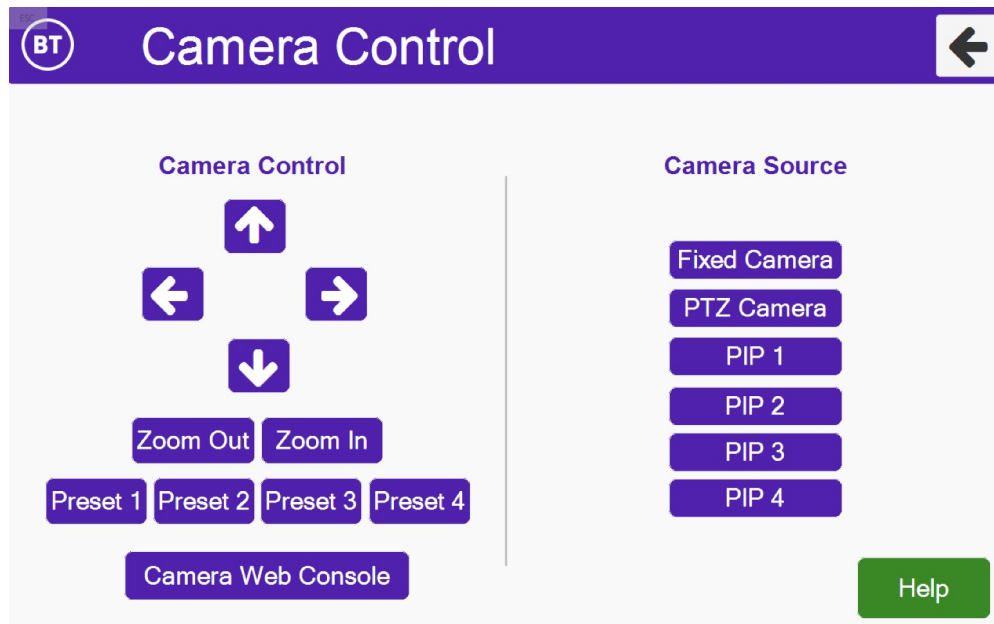 ESC
BT
Camera Control
Camera Control
Zoom Out
Zoom In
Preset 1
Preset 2
Preset 3
Preset 4
Camera Web Console
Camera Source
Fixed Camera
PTZ Camera
PIP 1
PIP 2
PIP 3
PIP 4
Help